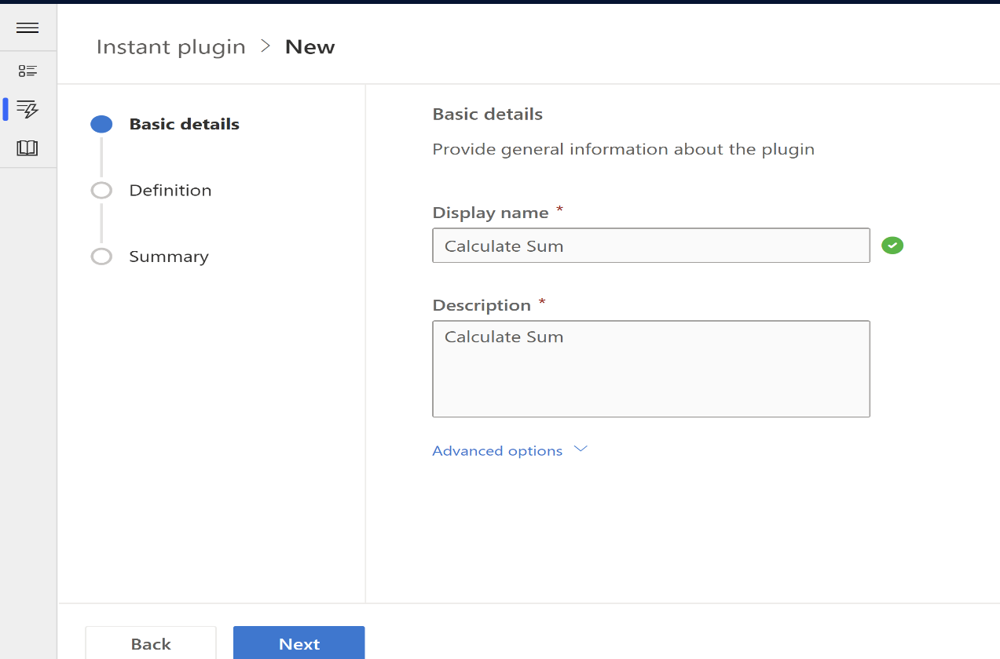 Instant plugin > New
Basic details
Definition
Summary
Basic details
Provide general information about the plugin
Display name *
Calculate Sum
Description *
Calculate Sum
Advanced options
Back
Next